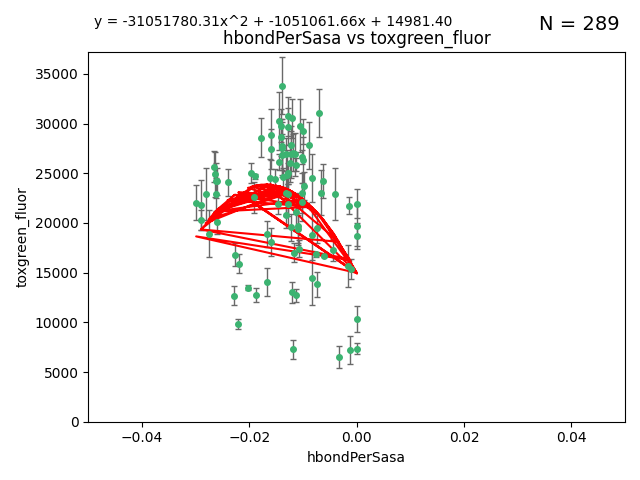 y = -31051780.31x^2 + -1051061.66x + 14981.40
N = 289
hbondPerSasa vs toxgreen_fluor
35000
30000
25000
20000
15000
10000
5000
0
toxgreen_fluor
−0.04
−0.02
0.00
0.02
0.04
hbondPerSasa